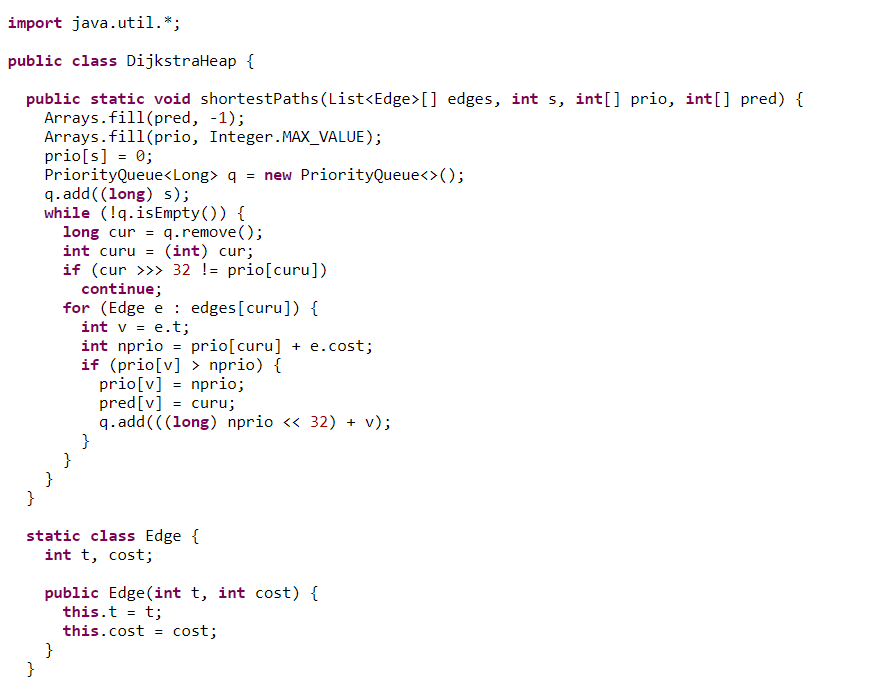 import java.util.*;

public class DijkstraHeap {

  public static void shortestPaths(List<Edge>[] edges, int s, int[] prio, int[] pred) {
    Arrays.fill(pred, -1);
    Arrays.fill(prio, Integer.MAX_VALUE);
    prio[s] = 0;
    PriorityQueue<Long> q = new PriorityQueue<>();
    q.add((long) s);
    while (!q.isEmpty()) {
      long cur = q.remove();
      int curu = (int) cur;
      if (cur >>> 32 != prio[curu])
        continue;
      for (Edge e : edges[curu]) {
        int v = e.t;
        int nprio = prio[curu] + e.cost;
        if (prio[v] > nprio) {
          prio[v] = nprio;
          pred[v] = curu;
          q.add(((long) nprio << 32) + v);
        }
      }
    }
  }

  static class Edge {
    int t, cost;

    public Edge(int t, int cost) {
      this.t = t;
      this.cost = cost;
    }
  }